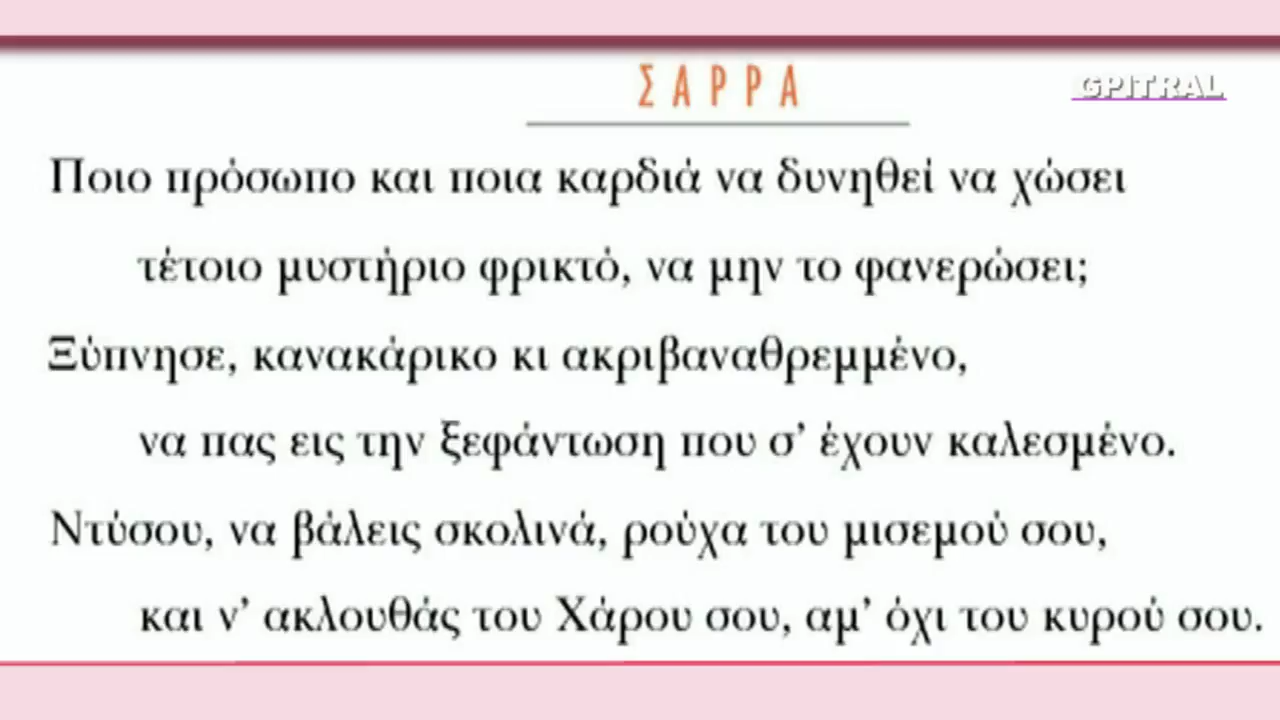 ΣΑΡΡΑ
GPITRAL
Ποιο πρόσωπο και ποια καρδιά να δυνηθεί να χώσει
τέτοιο μυστήριο φρικτό, να μην το φανερώσει;
Ξύπνησε, κανακάρικο κι ακριβαναθρεμμένο,
να πας εις την ξεφάντωση που σ’ έχουν καλεσμένο.
Ντύσου, να βάλεις σκολινά, ρούχα του μισεμού σου,
και ν’ ακλουθάς του Χάρου σου, αμ’ όχι του κυρού σου.